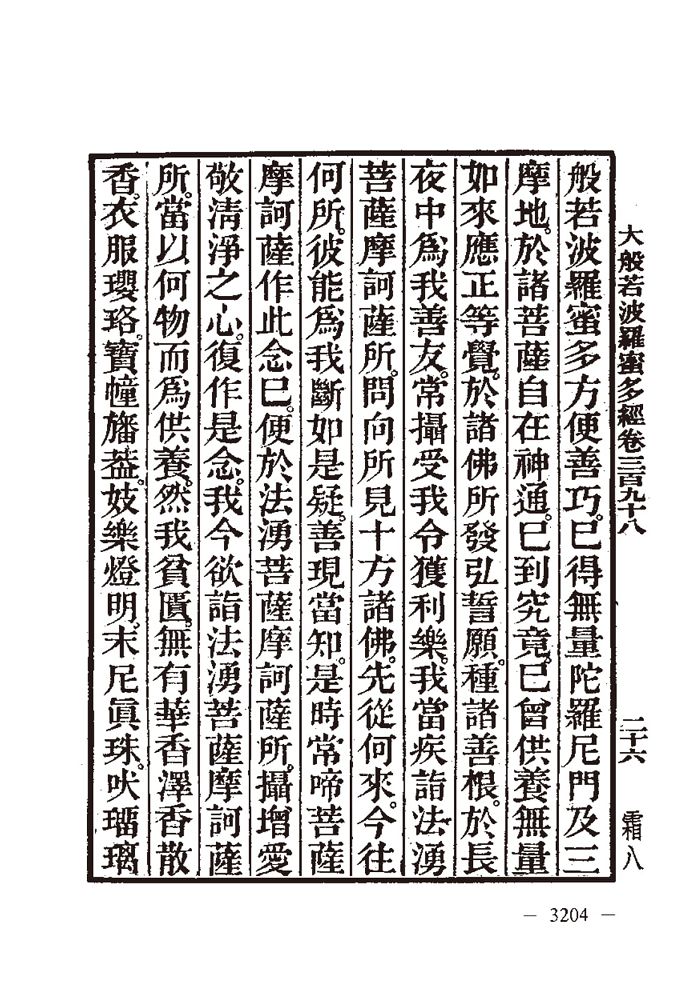 大般若波羅蜜多經卷三百九十八 二十六 霜八
般若波羅蜜多方便善巧。已得無量陀羅尼門及三
摩地。於諸菩薩自在神通。已到究竟。已曾供養無量
如來應正等覺。於諸佛所發弘誓願。種諸善根。於長
夜中爲我善友。常攝受我令獲利樂。我當疾詣法湧
菩薩摩訶薩所。問向所見十方諸佛。先從何來。今往
何所。彼能爲我斷如是疑。善現當知。是時常啼菩薩
摩訶薩作此念已。便於法湧菩薩摩訶薩所。攝增愛
敬清淨之心。復作是念。我今欲詣法湧菩薩摩訶薩
所。當以何物而爲供養。然我貧匱。無有華香澤香散
香。衣服瓔珞。寶幢旛葢。妓樂燈明。末尼眞珠。吠瑠璃
— 3204 —